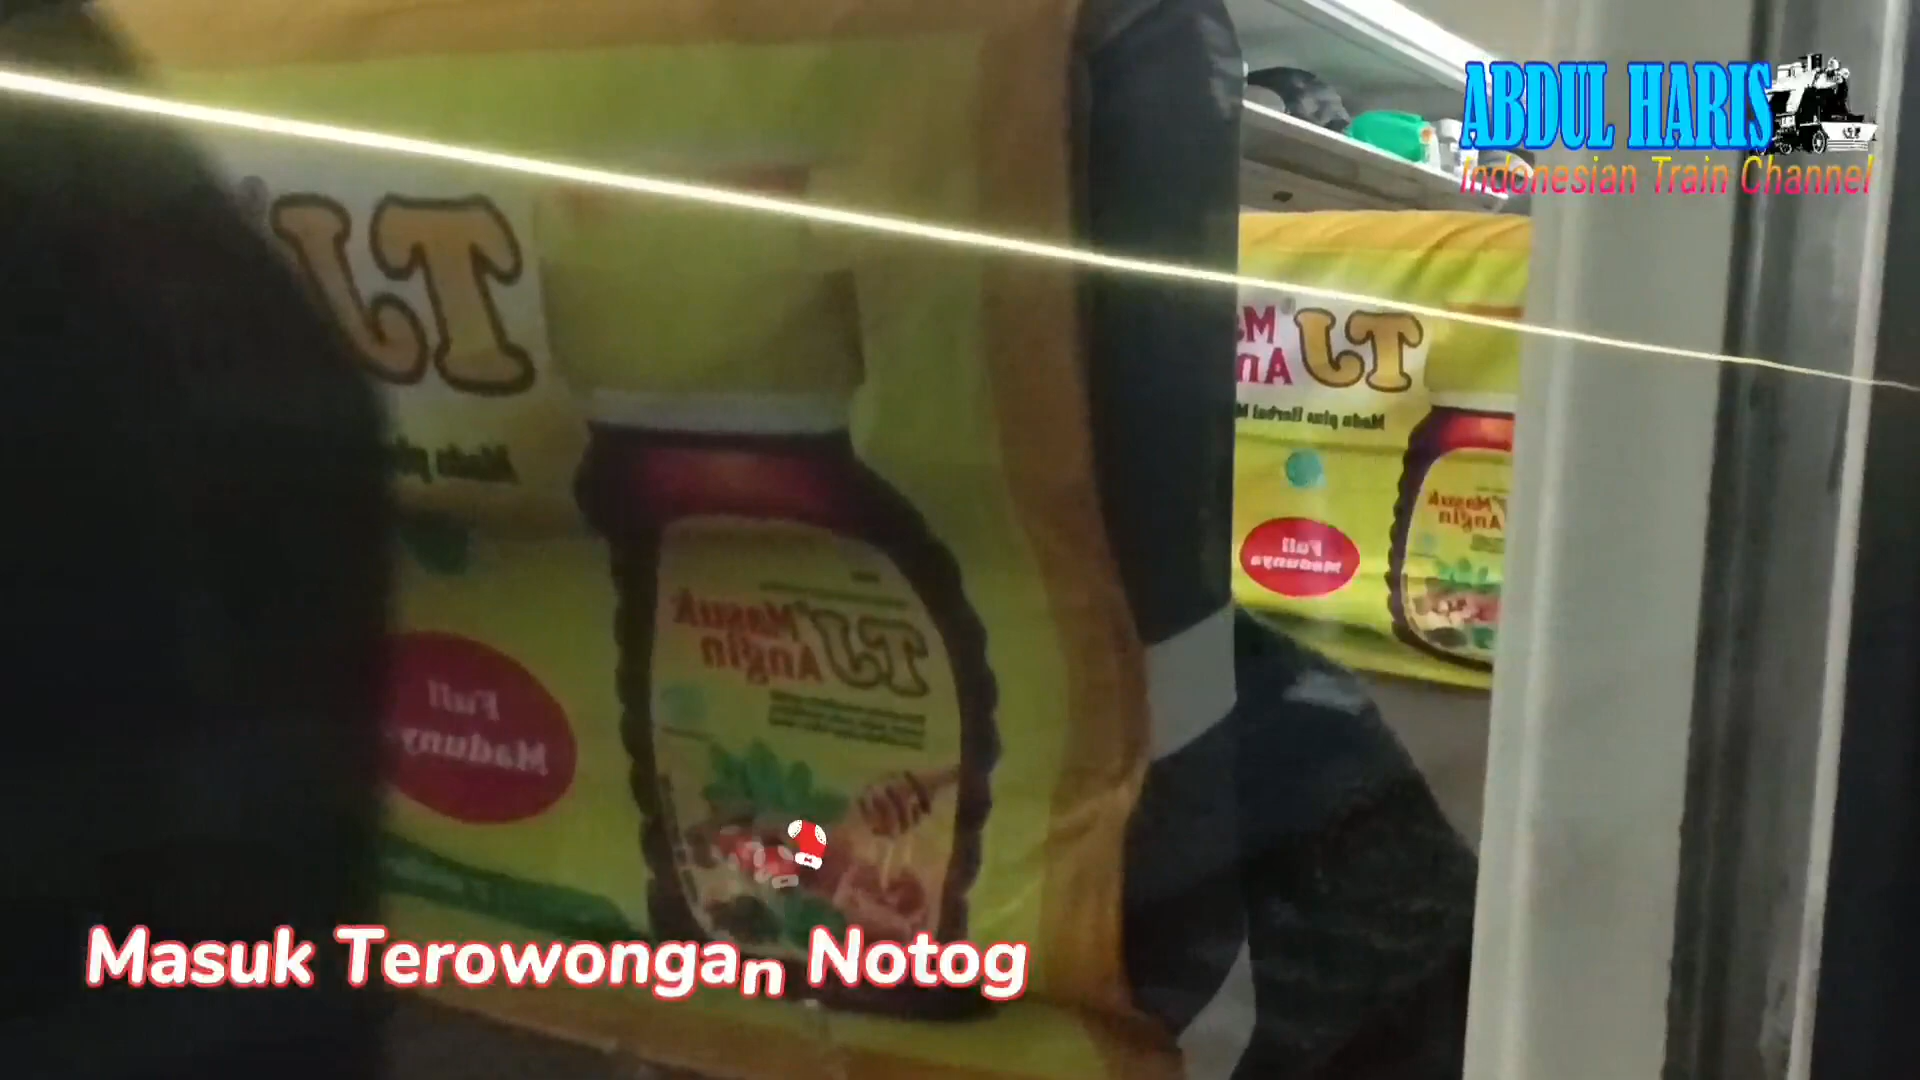 ABDUL HARIS
Indonesian Train Channel
TJ
TJ
Madu plus Herbal
Full
Madunya
Masuk
Angin
TJ
Masuk
Angin
Full
Madunya
Masuk Terowongan Notog